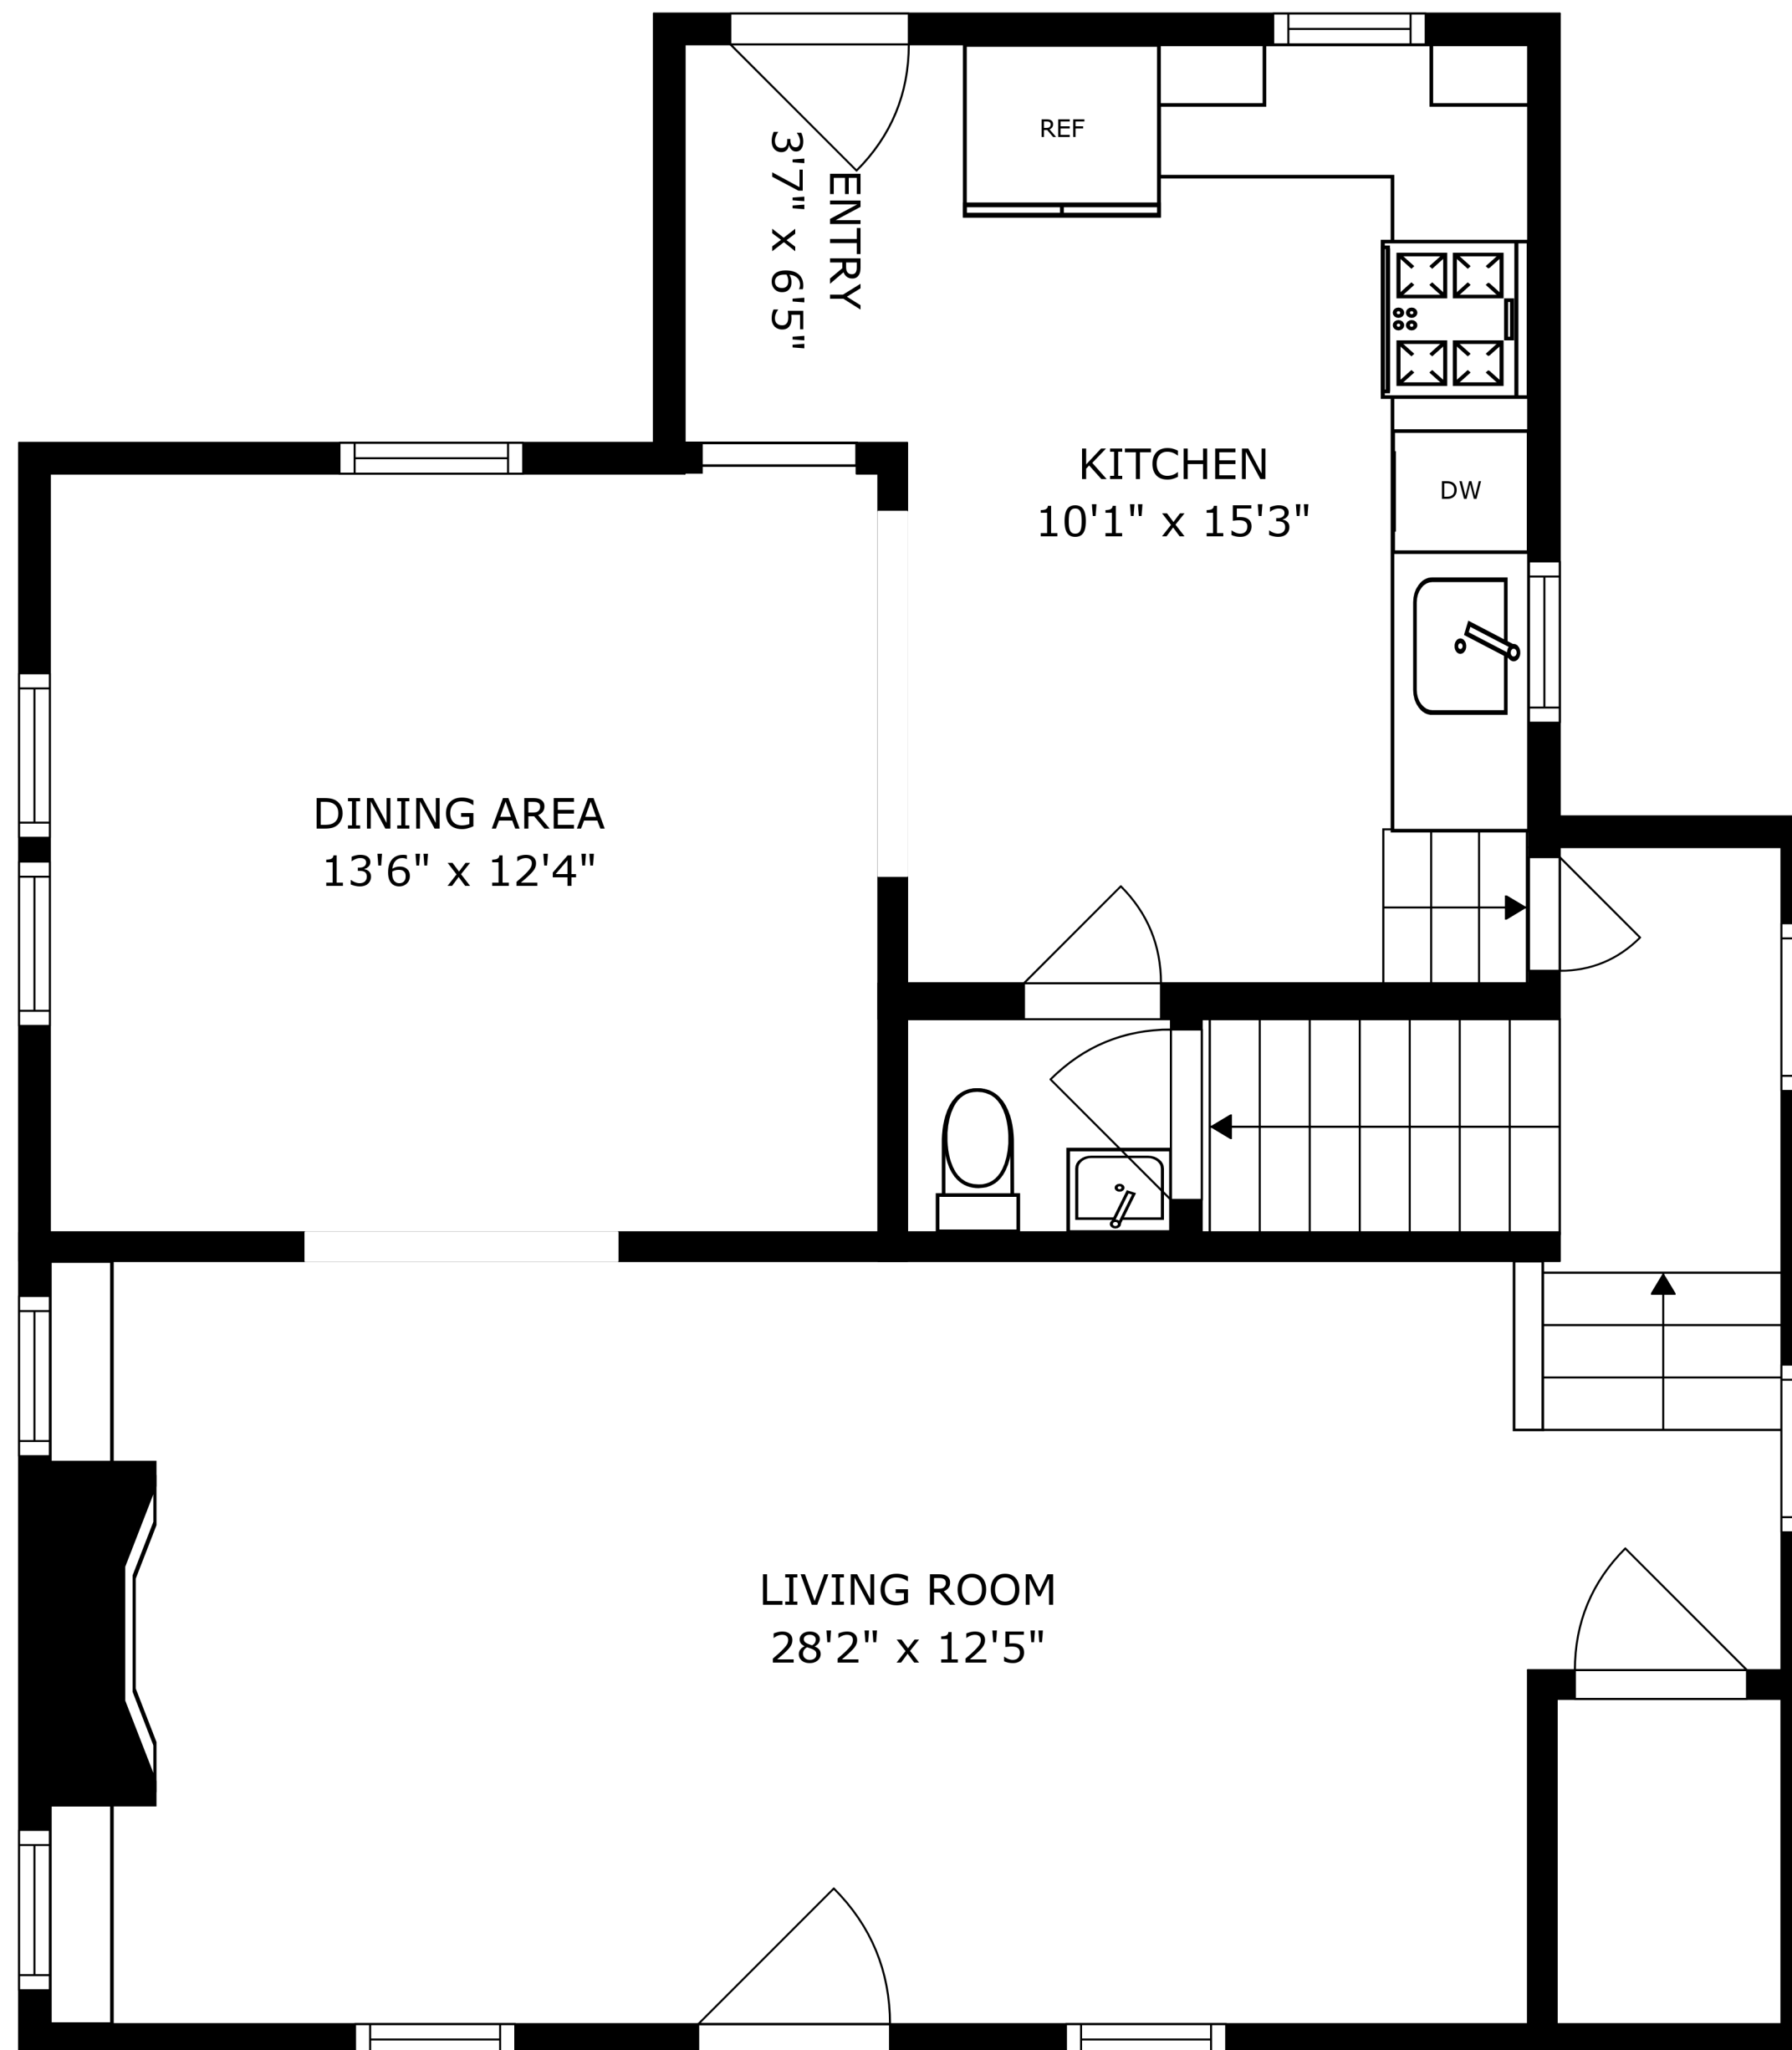 REF
ENTRY
3'7" x 6'5"
KITCHEN
10'1" x 15'3"
DW
DINING AREA
13'6" x 12'4"
LIVING ROOM
28'2" x 12'5"